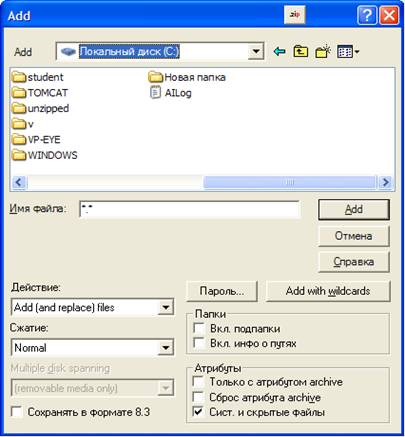 Add
.zip
Add
Локальный диск (C:)
student
TOMCAT
unzipped
v
VP-EYE
WINDOWS
Новая папка
AILog
Имя файла:
*.*
Add
Отмена
Справка
Действие:
Add (and replace) files
Сжатие:
Normal
Multiple disk spanning
(removable media only)
Сохранять в формате 8.3
Пароль...
Add with wildcards
Папки
Вкл. подпапки
Вкл. инфо о путях
Атрибуты
Только с атрибутом archive
Сброс атрибута archive
Сист. и скрытые файлы